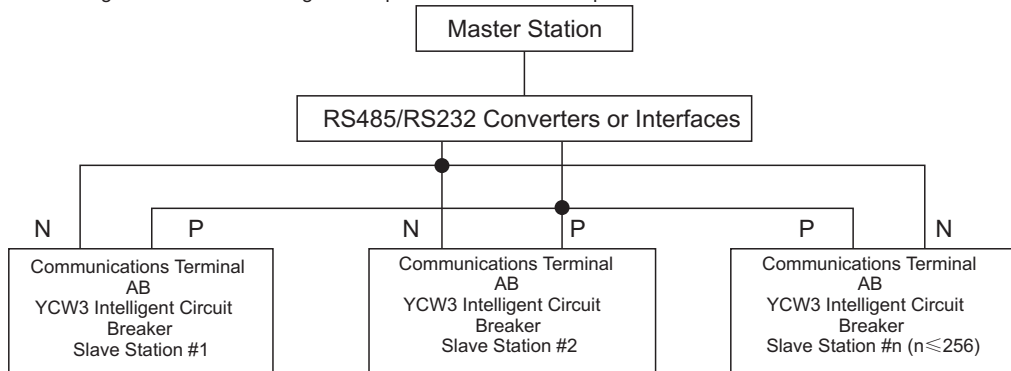 Master Station
RS485/RS232 Converters or Interfaces
N P N P P N
Communications Terminal
AB
YCW3 Intelligent Circuit
Breaker
Slave Station #1
Communications Terminal
AB
YCW3 Intelligent Circuit
Breaker
Slave Station #2
Communications Terminal
AB
YCW3 Intelligent Circuit
Breaker
Slave Station #n (n≤256)